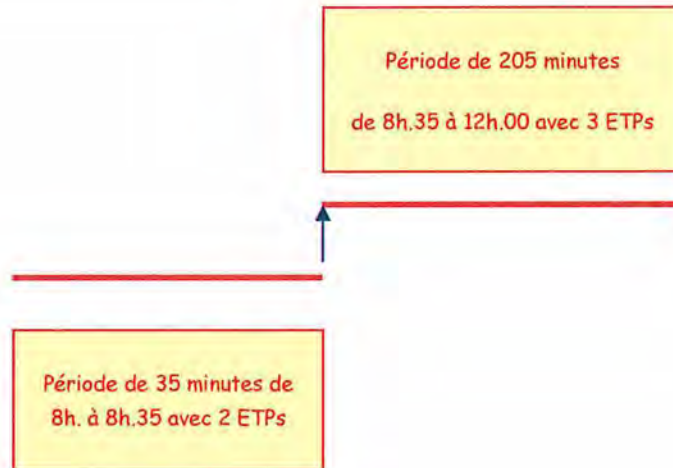 Période de 205 minutes
de 8h.35 à 12h.00 avec 3 ETPs
Période de 35 minutes de
8h. à 8h.35 avec 2 ETPs